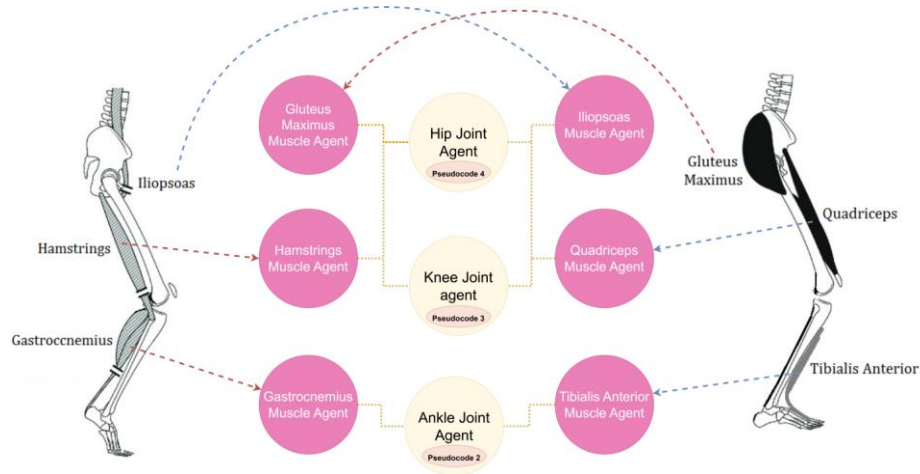 Gluteus
Maximus
Muscle Agent
Hip Joint
Agent
Pseudocode 4
Iliopsoas
Muscle Agent
Iliopsoas
Gluteus
Maximus
Hamstrings
Hamstrings
Muscle Agent
Knee Joint
agent
Pseudocode 3
Quadriceps
Muscle Agent
Quadriceps
Gastroccnemius
Gastrocnemius
Muscle Agent
Ankle Joint
Agent
Pseudocode 2
Tibialis Anterior
Muscle Agent
Tibialis Anterior